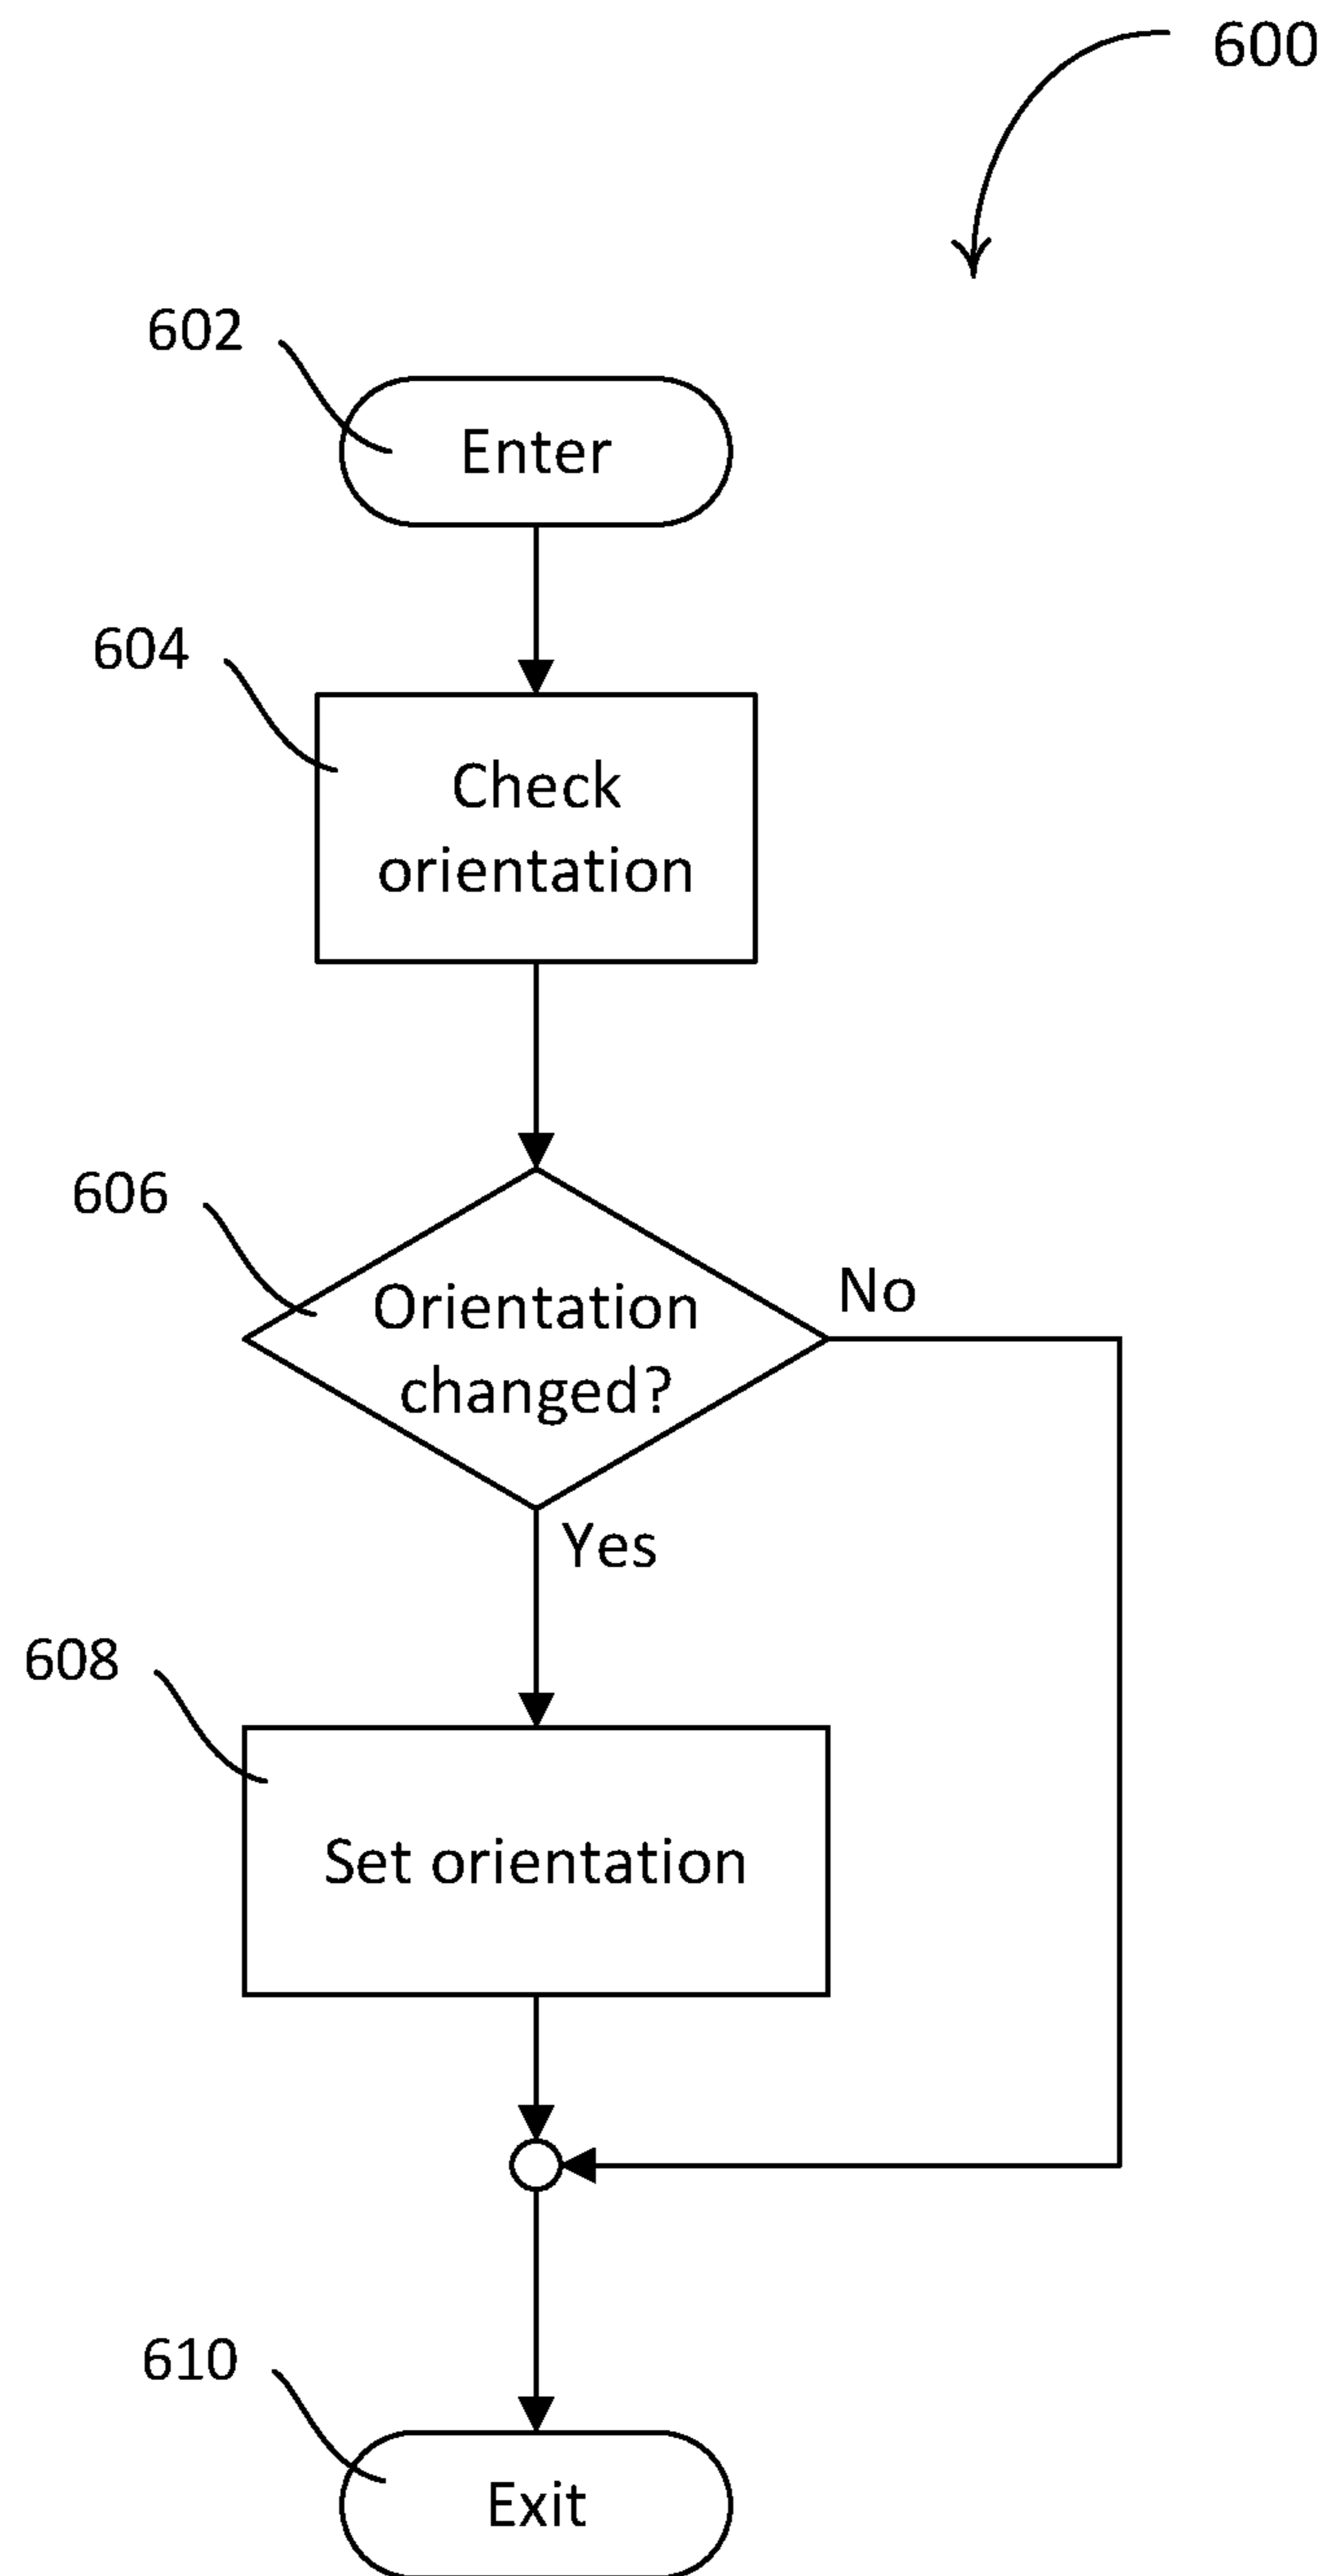 600
602
Enter
604
Check
orientation
606
Orientation
changed?
No
Yes
608
Set orientation
610
Exit